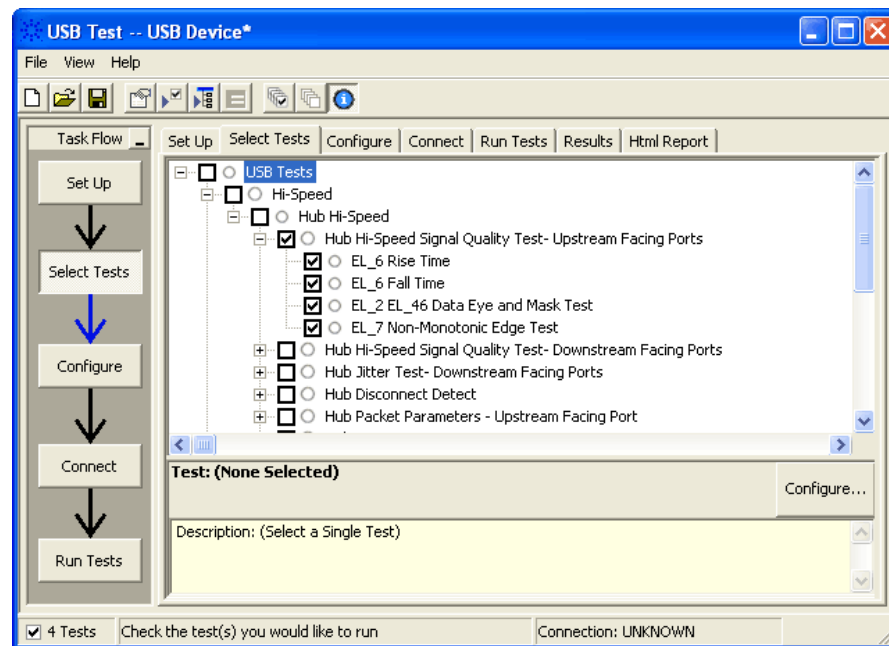 USB Test -- USB Device*
File View Help
Task Flow
Set Up
Select Tests
Configure
Connect
Run Tests
Set Up Select Tests Configure Connect Run Tests Results Html Report
USB Tests
Hi-Speed
Hub Hi-Speed
Hub Hi-Speed Signal Quality Test- Upstream Facing Ports
EL_6 Rise Time
EL_6 Fall Time
EL_2 EL_46 Data Eye and Mask Test
EL_7 Non-Monotonic Edge Test
Hub Hi-Speed Signal Quality Test- Downstream Facing Ports
Hub Jitter Test- Downstream Facing Ports
Hub Disconnect Detect
Hub Packet Parameters - Upstream Facing Port
Test: (None Selected)
Configure...
Description: (Select a Single Test)
4 Tests Check the test(s) you would like to run Connection: UNKNOWN